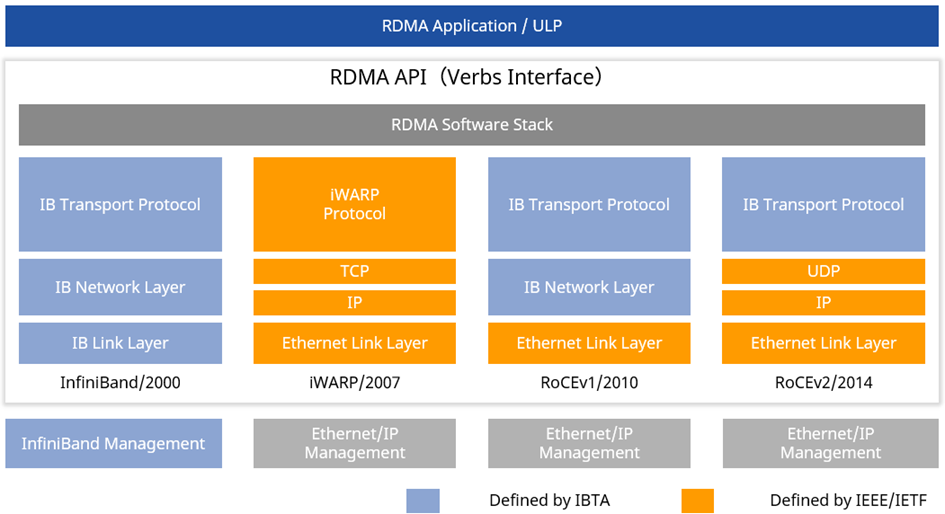 RDMA Application / ULP
RDMA API（Verbs Interface）
RDMA Software Stack
IB Transport Protocol
iWARP
Protocol
IB Transport Protocol
IB Transport Protocol
IB Network Layer
TCP
IP
IB Network Layer
UDP
IP
IB Link Layer
Ethernet Link Layer
Ethernet Link Layer
Ethernet Link Layer
InfiniBand/2000
iWARP/2007
RoCEv1/2010
RoCEv2/2014
InfiniBand Management
Ethernet/IP
Management
Ethernet/IP
Management
Ethernet/IP
Management
Defined by IBTA
Defined by IEEE/IETF